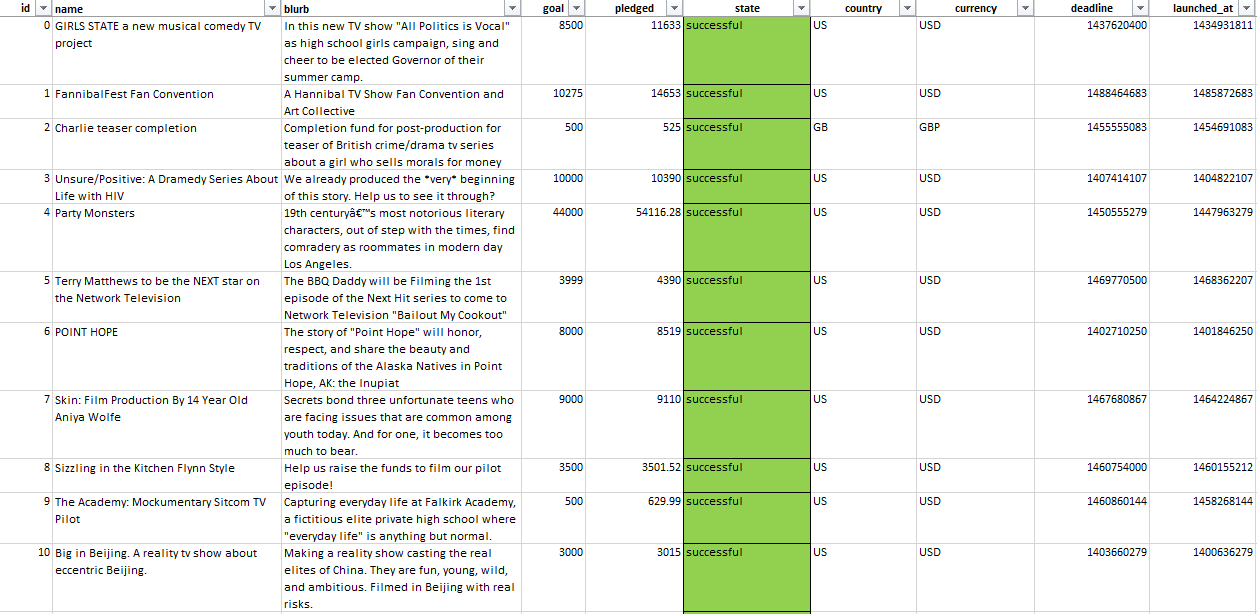 id name blurb goal pledged state country currency deadline launched_at
0 GIRLS STATE a new musical comedy TV In this new TV show "All Politics is Vocal" 8500 11633 successful US USD 1437620400 1434931811
project as high school girls campaign, sing and
cheer to be elected Governor of their
summer camp.
1 FannibalFest Fan Convention A Hannibal TV Show Fan Convention and 10275 14653 successful US USD 1488464683 1485872683
Art Collective
2 Charlie teaser completion Completion fund for post-production for 500 525 successful GB GBP 1455555083 1454691083
teaser of British crime/drama tv series
about a girl who sells morals for money
3 Unsure/Positive: A Dramedy Series About We already produced the *very* beginning 10000 10390 successful US USD 1407414107 1404822107
Life with HIV of this story. Help us to see it through?
4 Party Monsters 19th centuryâ€™s most notorious literary 44000 54116.28 successful US USD 1450555279 1447963279
characters, out of step with the times, find
comradery as roommates in modern day
Los Angeles.
5 Terry Matthews to be the NEXT star on The BBQ Daddy will be Filming the 1st 3999 4390 successful US USD 1469770500 1468362207
the Network Television episode of the Next Hit series to come to
Network Television "Bailout My Cookout"
6 POINT HOPE The story of "Point Hope" will honor, 8000 8519 successful US USD 1402710250 1401846250
respect, and share the beauty and
traditions of the Alaska Natives in Point
Hope, AK: the Inupiat
7 Skin: Film Production By 14 Year Old Secrets bond three unfortunate teens who 9000 9110 successful US USD 1467680867 1464224867
Aniya Wolfe are facing issues that are common among
youth today. And for one, it becomes too
much to bear.
8 Sizzling in the Kitchen Flynn Style Help us raise the funds to film our pilot 3500 3501.52 successful US USD 1460754000 1460155212
episode!
9 The Academy: Mockumentary Sitcom TV Capturing everyday life at Falkirk Academy, 500 629.99 successful US USD 1460860144 1458268144
Pilot a fictitious elite private high school where
"everyday life" is anything but normal.
10 Big in Beijing. A reality tv show about Making a reality show casting the real 3000 3015 successful US USD 1403660279 1400636279
eccentric Beijing. elites of China. They are fun, young, wild,
and ambitious. Filmed in Beijing with real
risks.